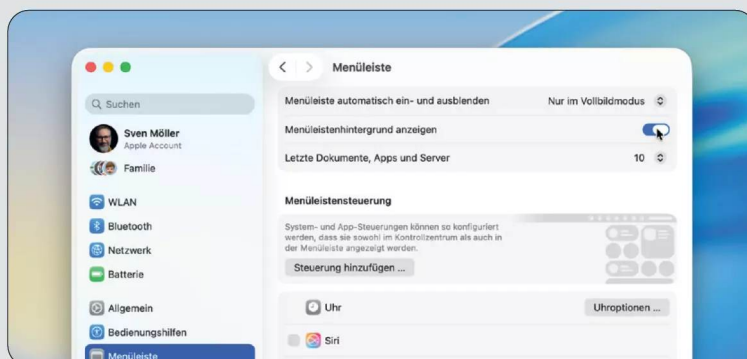 Menüleiste
Suchen
Sven Möller
Apple Account
Familie
WLAN
Bluetooth
Netzwerk
Batterie
Allgemein
Bedienungshilfen
Menüleiste
Menüleiste automatisch ein- und ausblenden Nur im Vollbildmodus
Menüleistenhintergrund anzeigen
Letzte Dokumente, Apps und Server 10
Menüleistensteuerung
System- und App-Steuerungen können so konfiguriert
werden, dass sie sowohl im Kontrollzentrum als auch in
der Menüleiste angezeigt werden.
Steuerung hinzufügen ...
Uhr Uhroptionen ...
Siri